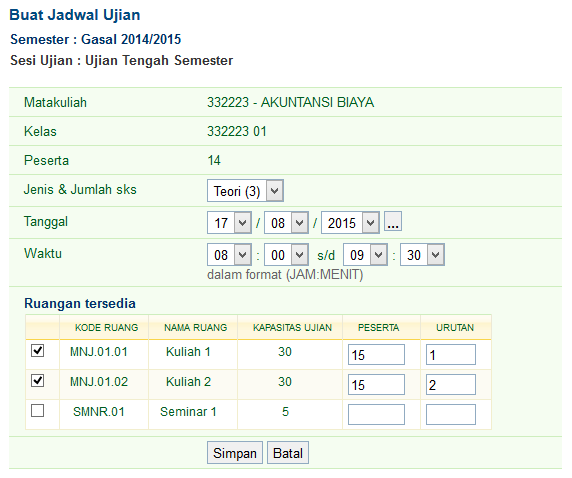 Buat Jadwal Ujian
Semester : Gasal 2014/2015
Sesi Ujian : Ujian Tengah Semester
Matakuliah 332223 - AKUNTANSI BIAYA
Kelas 332223 01
Peserta 14
Jenis & Jumlah sks Teori (3)
Tanggal 17 / 08 / 2015 ...
Waktu 08 : 00 s/d 09 : 30
dalam format (JAM:MENIT)
Ruangan tersedia
KODE RUANG NAMA RUANG KAPASITAS UJIAN PESERTA URUTAN
MNJ.01.01 Kuliah 1 30 15 1
MNJ.01.02 Kuliah 2 30 15 2
SMNR.01 Seminar 1 5
Simpan Batal